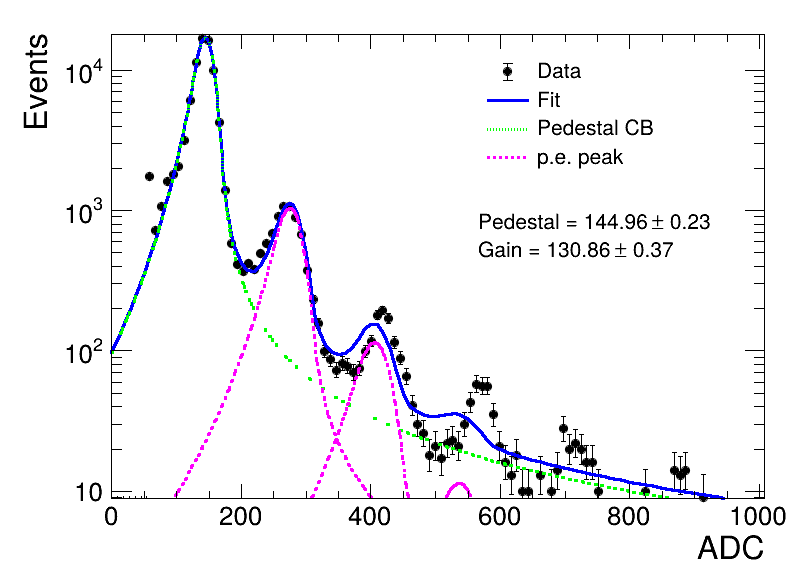 Events
10⁴
10³
10²
10
Data
Fit
Pedestal CB
p.e. peak
Pedestal = 144.96 ± 0.23
Gain = 130.86 ± 0.37
0 200 400 600 800 1000
ADC